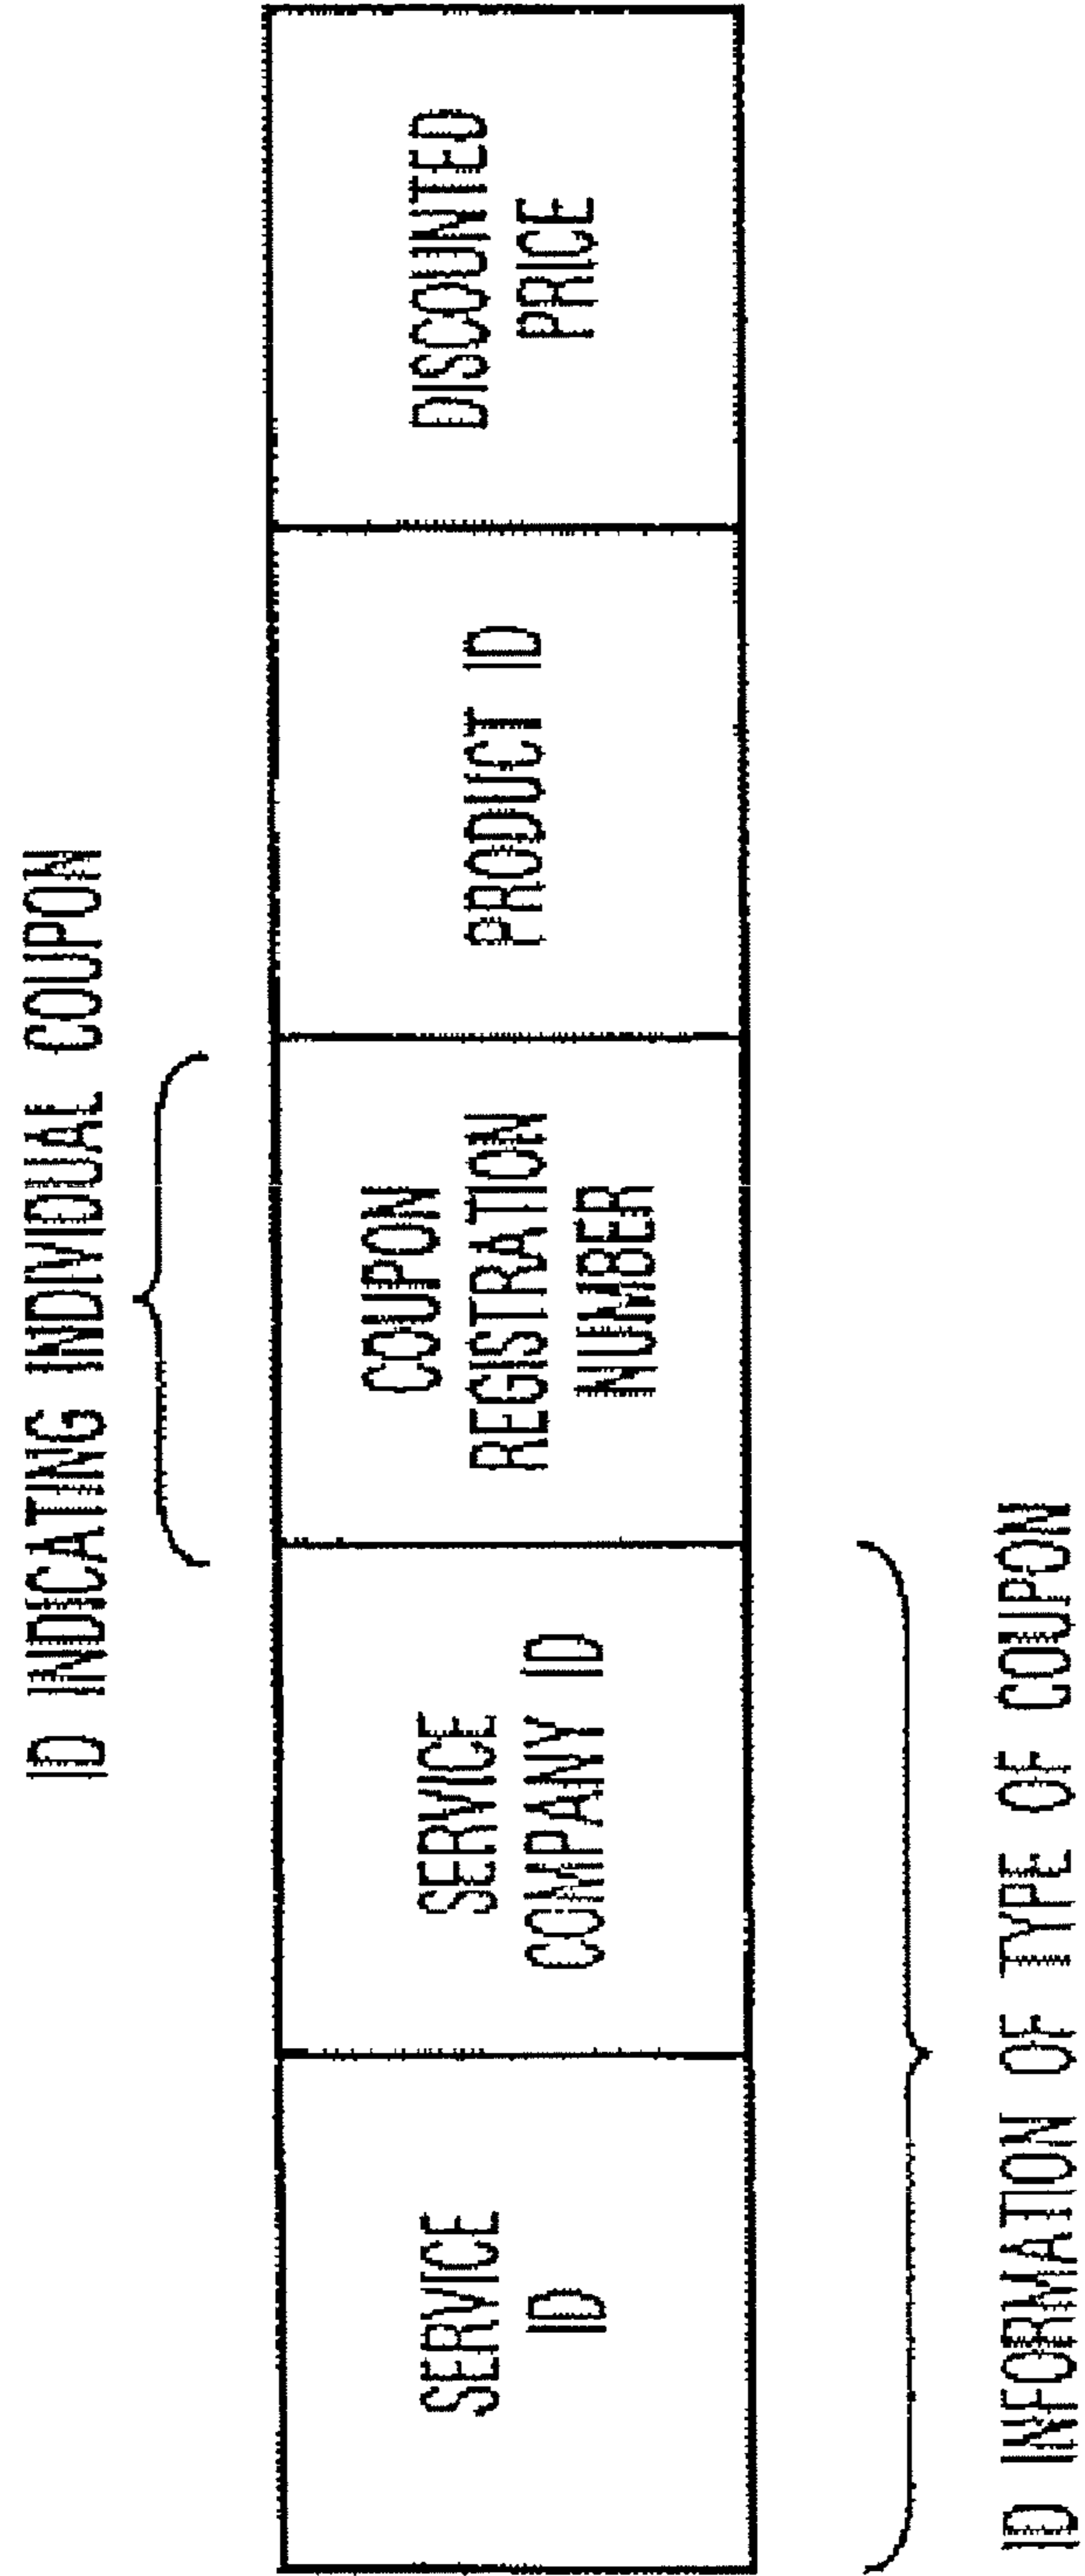 ID INDICATING INDIVIDUAL COUPON
SERVICE
ID
SERVICE
COMPANY ID
COUPON
REGISTRATION
NUMBER
PRODUCT ID
DISCOUNTED
PRICE
ID INFORMATION OF TYPE OF COUPON